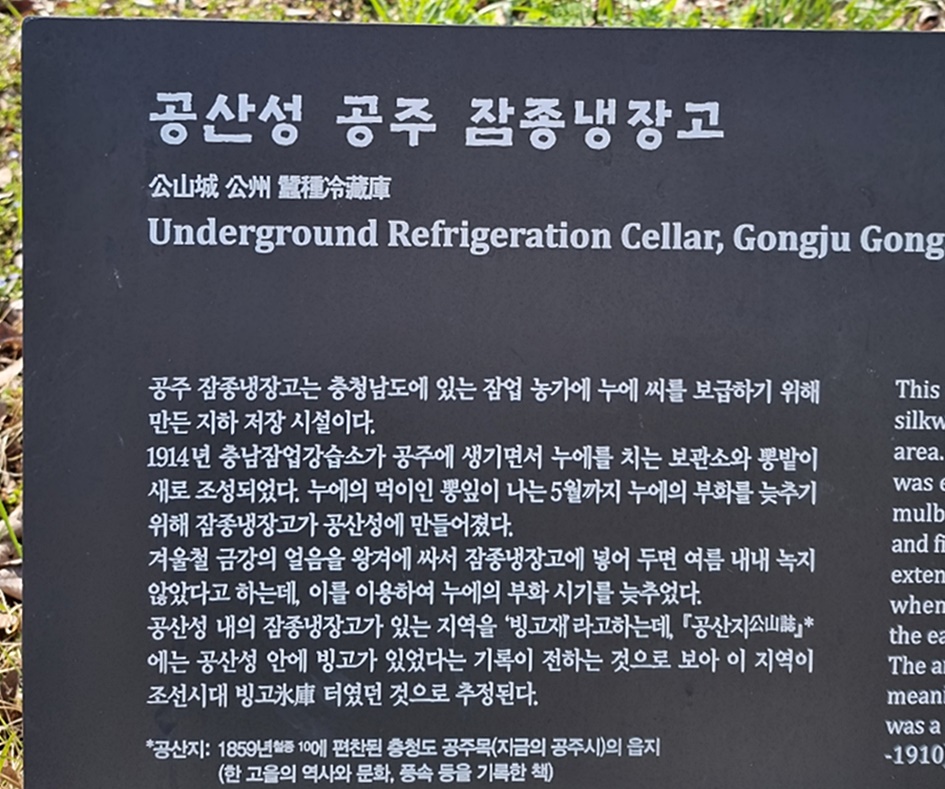 공산성 공주 잠종냉장고
公山城 公州 蠶種冷藏庫
Underground Refrigeration Cellar, Gongju Gong
공주 잠종냉장고는 충청남도에 있는 잠업 농가에 누에 씨를 보급하기 위해
만든 지하 저장 시설이다.
1914년 충남잠업강습소가 공주에 생기면서 누에를 치는 보관소와 뽕밭이
새로 조성되었다. 누에의 먹이인 뽕잎이 나는 5월까지 누에의 부화를 늦추기
위해 잠종냉장고가 공산성에 만들어졌다.
겨울철 금강의 얼음을 왕겨에 싸서 잠종냉장고에 넣어 두면 여름 내내 녹지
않았다고 하는데, 이를 이용하여 누에의 부화 시기를 늦추었다.
공산성 내의 잠종냉장고가 있는 지역을 '빙고재'라고하는데, 『공산지公山誌』*
에는 공산성 안에 빙고가 있었다는 기록이 전하는 것으로 보아 이 지역이
조선시대 빙고氷庫 터였던 것으로 추정된다.
*공산지: 1859년철종 10에 편찬된 충청도 공주목(지금의 공주시)의 읍지
(한 고을의 역사와 문화, 풍속 등을 기록한 책)
This
silkw
area.
was e
mulb
and fi
exten
when
the ea
The a
mean
was a
-1910